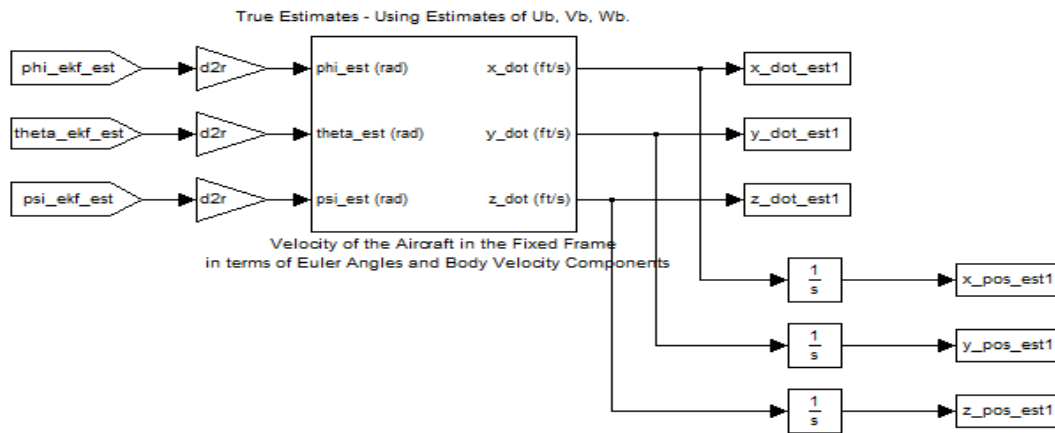 True Estimates - Using Estimates of Ub, Vb, Wb.
phi_ekf_est
d2r
phi_est (rad)
x_dot (ft/s)
x_dot_est1
theta_ekf_est
d2r
theta_est (rad)
y_dot (ft/s)
y_dot_est1
psi_ekf_est
d2r
psi_est (rad)
z_dot (ft/s)
z_dot_est1
Velocity of the Aircraft in the Fixed Frame
in terms of Euler Angles and Body Velocity Components
1
s
x_pos_est1
1
s
y_pos_est1
1
s
z_pos_est1